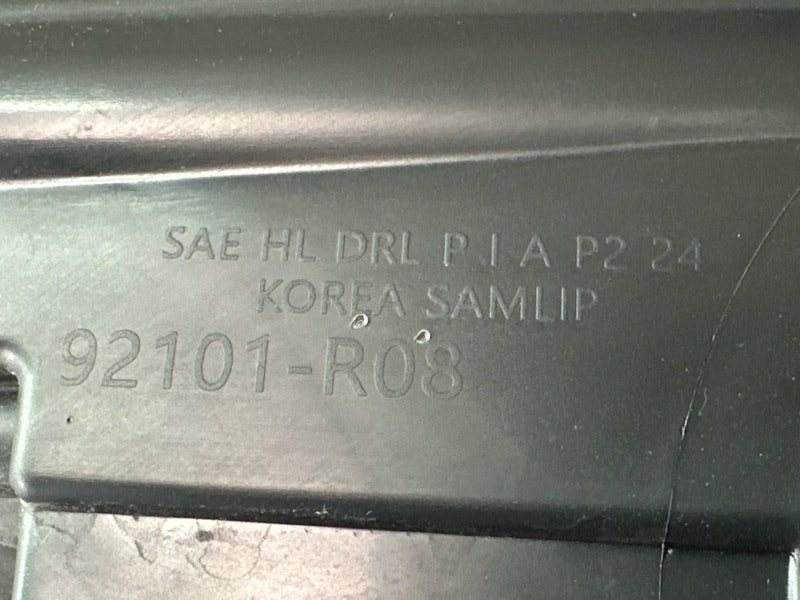 SAE HL DRL P I A P2 24
KOREA SAMLIP
92101-R08